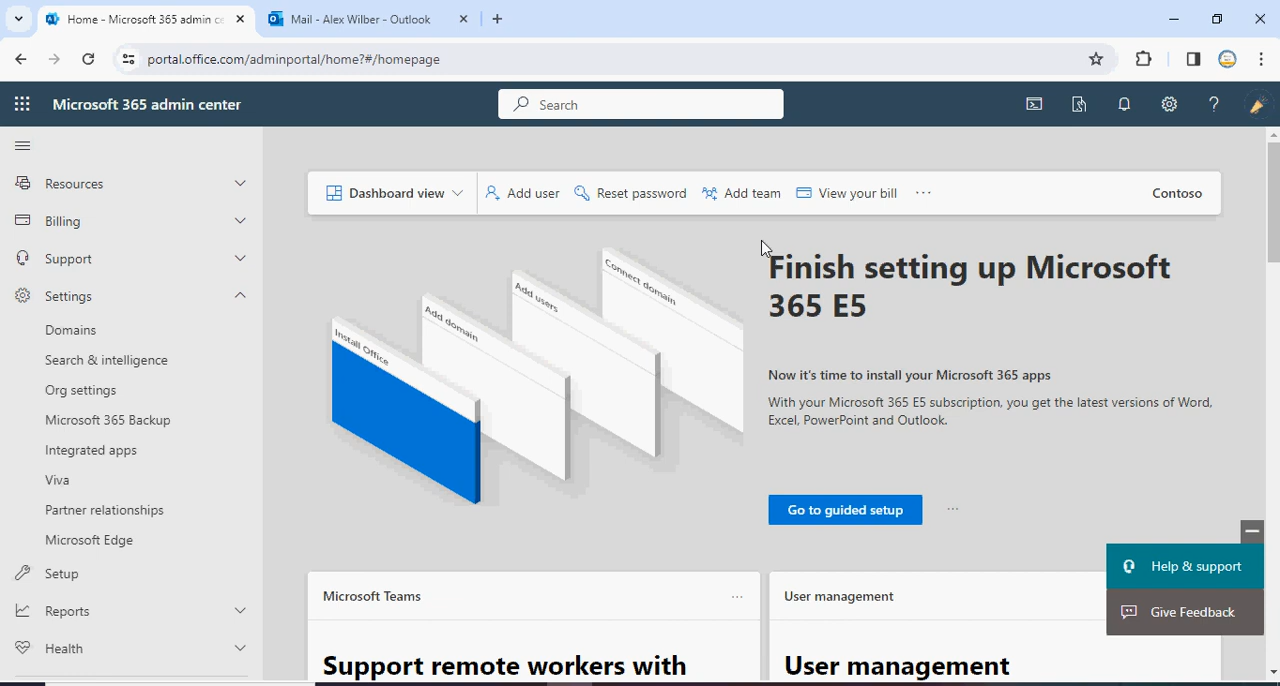 Home - Microsoft 365 admin ce
Mail - Alex Wilber - Outlook
portal.office.com/adminportal/home?#/homepage
Microsoft 365 admin center
Search
Resources
Billing
Support
Settings
Domains
Search & intelligence
Org settings
Microsoft 365 Backup
Integrated apps
Viva
Partner relationships
Microsoft Edge
Setup
Reports
Health
Dashboard view
Add user
Reset password
Add team
View your bill
Contoso
Install Office
Add domain
Add users
Connect domain
Finish setting up Microsoft
365 E5
Now it's time to install your Microsoft 365 apps
With your Microsoft 365 E5 subscription, you get the latest versions of Word,
Excel, PowerPoint and Outlook.
Go to guided setup
Help & support
Give Feedback
Microsoft Teams
Support remote workers with
User management
User management